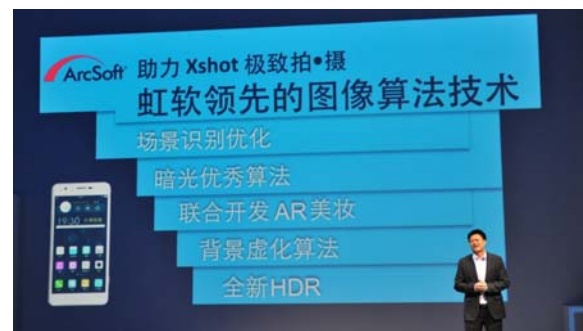 ArcSoft 助力 Xshot 极致拍•摄
虹软领先的图像算法技术
场景识别优化
暗光优秀算法
联合开发 AR 美妆
背景虚化算法
全新HDR
19:30